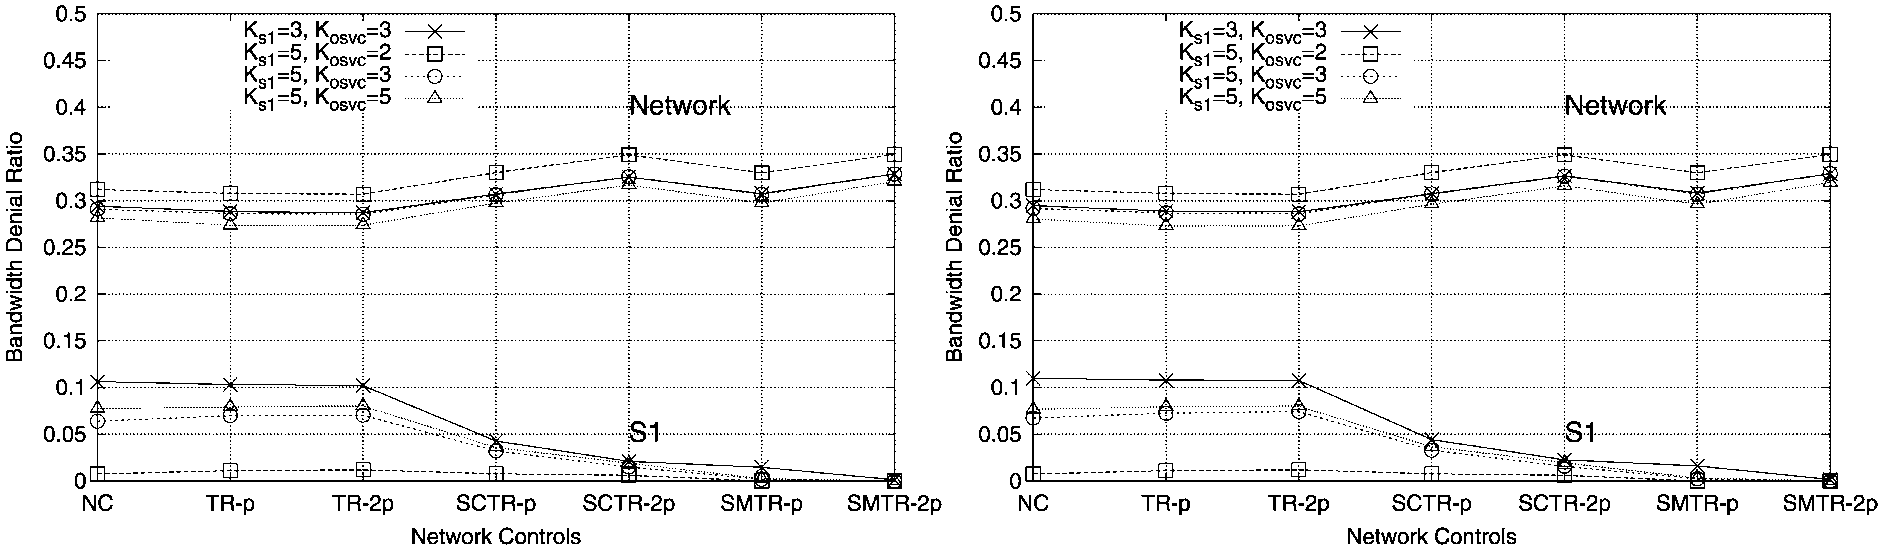 0.5
0.45
0.4
0.35
0.3
0.25
0.2
0.15
0.1
0.05
0
Bandwidth Denial Ratio
Ks1=3, Kosvc=3
Ks1=5, Kosvc=2
Ks1=5, Kosvc=3
Ks1=5, Kosvc=5
Network
S1
NC TR-p TR-2p SCTR-p SCTR-2p SMTR-p SMTR-2p
Network Controls
0.5
0.45
0.4
0.35
0.3
0.25
0.2
0.15
0.1
0.05
0
Bandwidth Denial Ratio
Ks1=3, Kosvc=3
Ks1=5, Kosvc=2
Ks1=5, Kosvc=3
Ks1=5, Kosvc=5
Network
S1
NC TR-p TR-2p SCTR-p SCTR-2p SMTR-p SMTR-2p
Network Controls